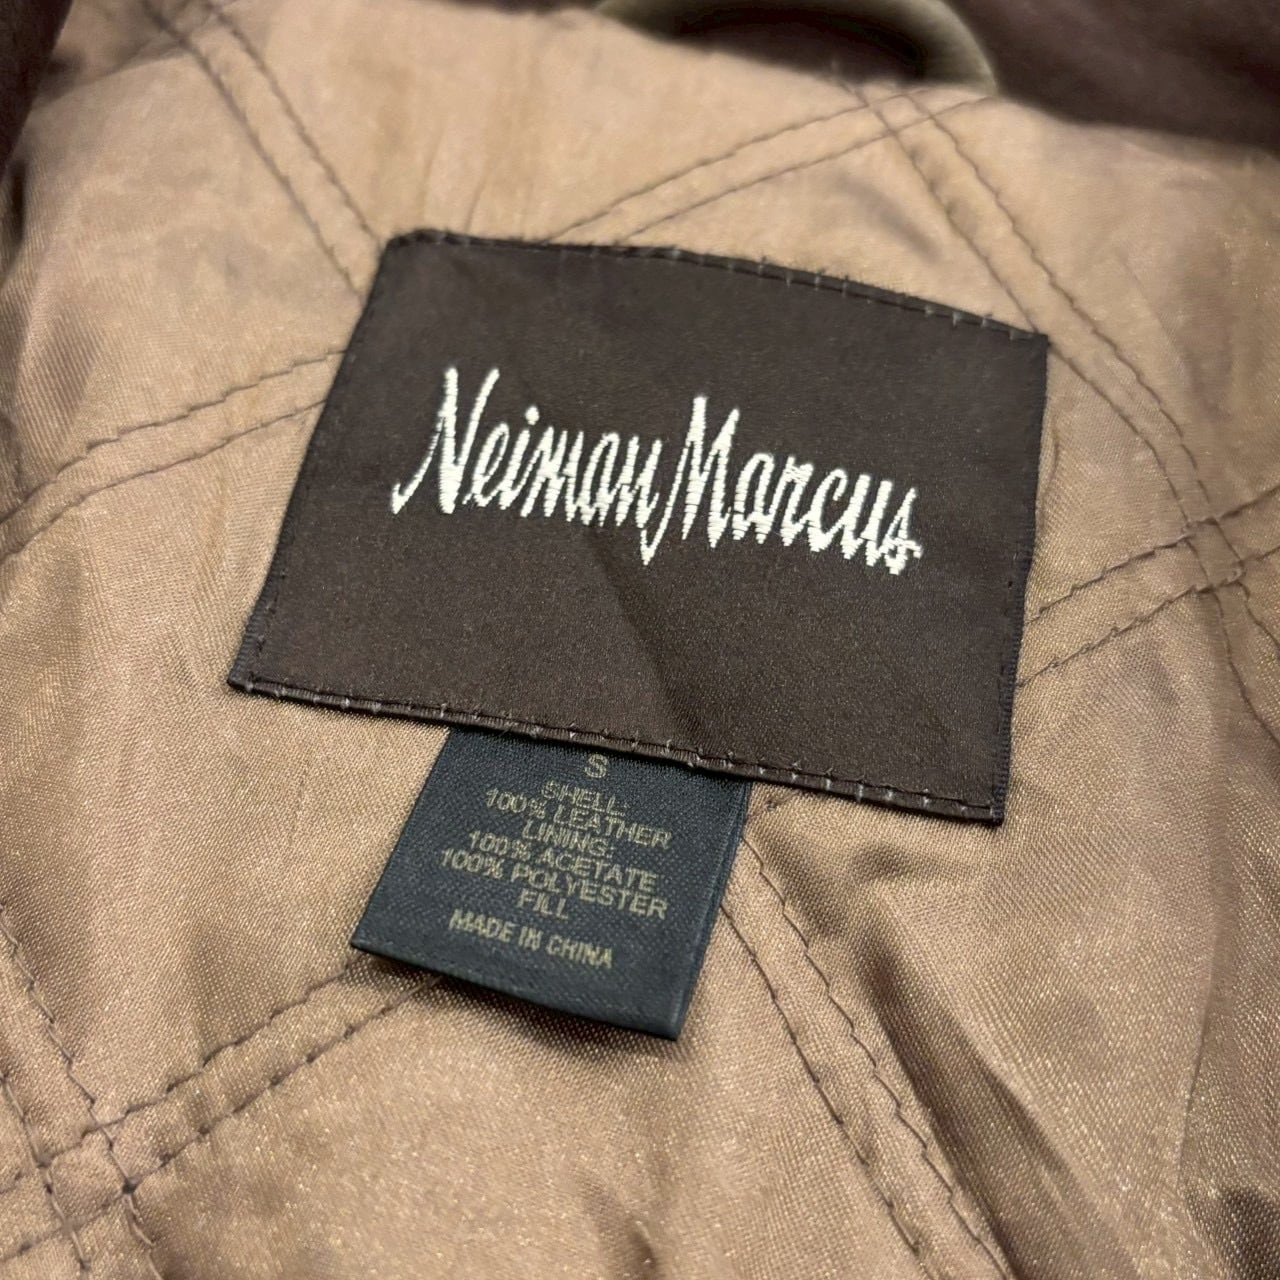 Neiman Marcus
S
SHELL:
100% LEATHER
LINING:
100% ACETATE
100% POLYESTER
FILL
MADE IN CHINA